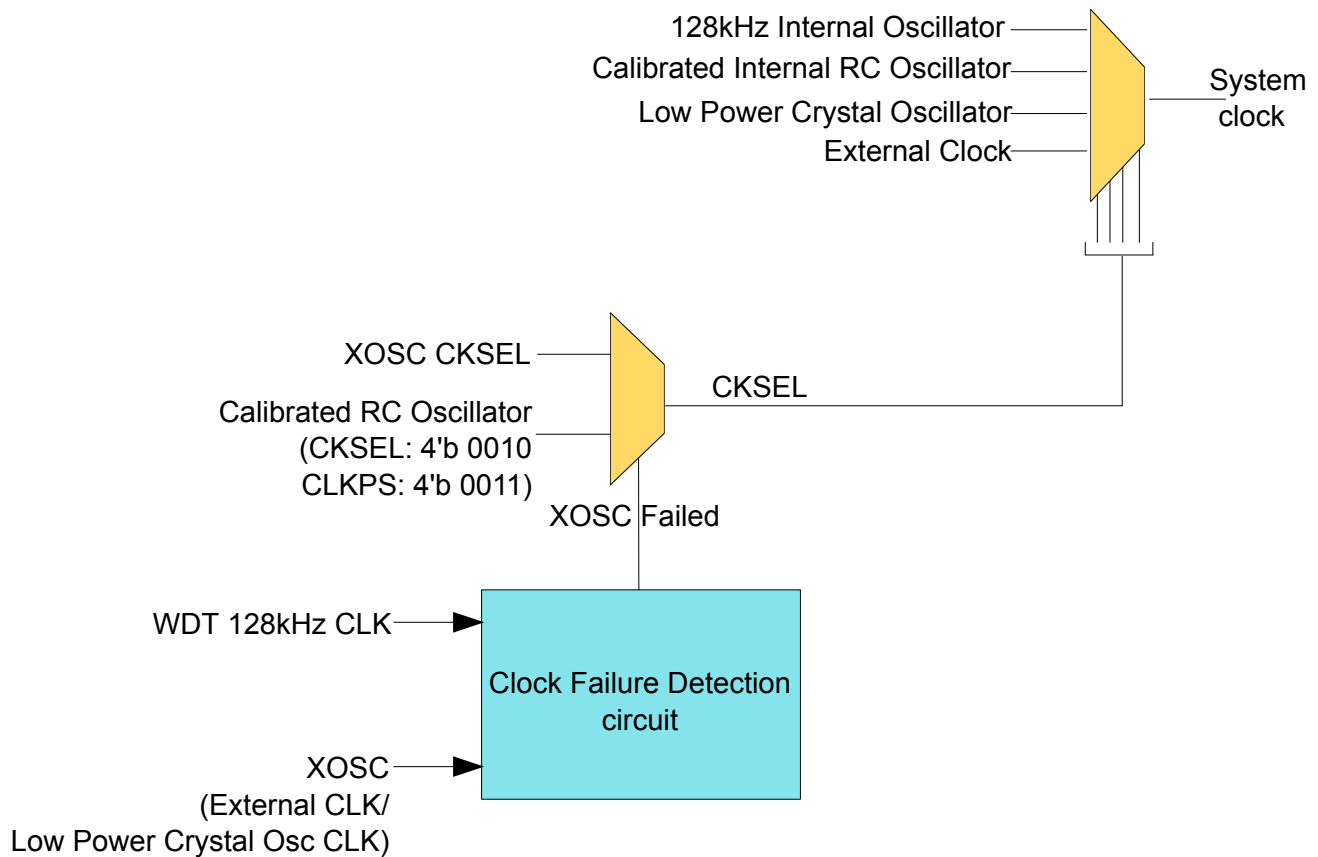 128kHz Internal Oscillator
Calibrated Internal RC Oscillator
Low Power Crystal Oscillator
External Clock
System
clock
XOSC CKSEL
Calibrated RC Oscillator
(CKSEL: 4'b 0010
CLKPS: 4'b 0011)
CKSEL
XOSC Failed
WDT 128kHz CLK
Clock Failure Detection
circuit
XOSC
(External CLK/
Low Power Crystal Osc CLK)